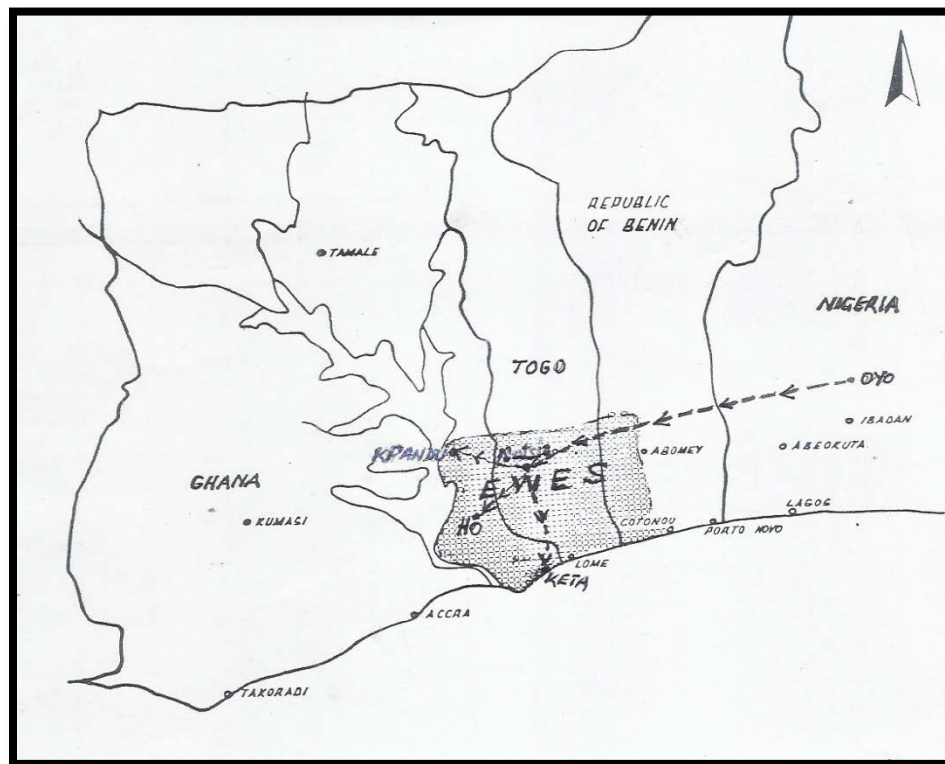 REPUBLIC
OF BENIN
TAMALE
NIGERIA
TOGO
OYO
IBADAN
ABEOKUTA
ABOMEY
KPANDU
Notsie
EWES
GHANA
HO
KUMASI
LAGOS
COTONOU
PORTO NOVO
LOME
KETA
ACCRA
TAKORADI